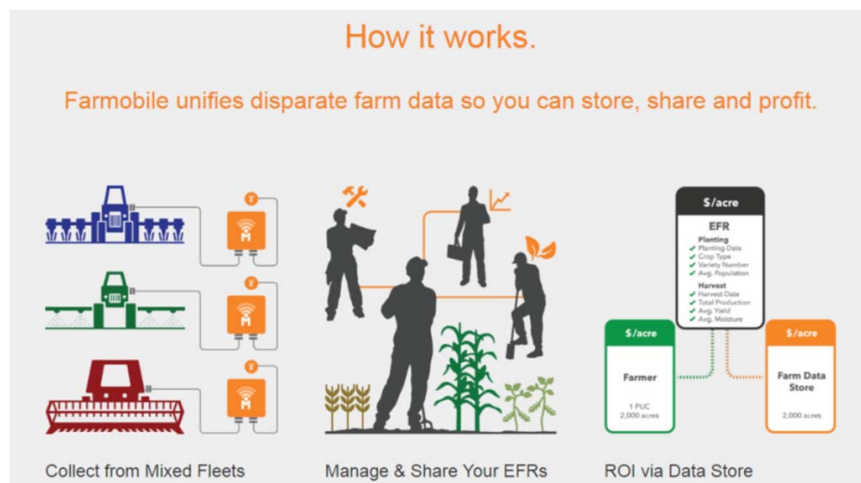 How it works.
Farmobile unifies disparate farm data so you can store, share and profit.
$/acre
EFR
Planting
Planting Date
Crop Type
Variety Number
Avg. Population
Harvest
Harvest Date
Total Production
Avg. Yield
Avg. Moisture
$/acre
Farmer
1 PUC
2,000 acres
$/acre
Farm Data
Store
2,000 acres
Collect from Mixed Fleets
Manage & Share Your EFRs
ROI via Data Store